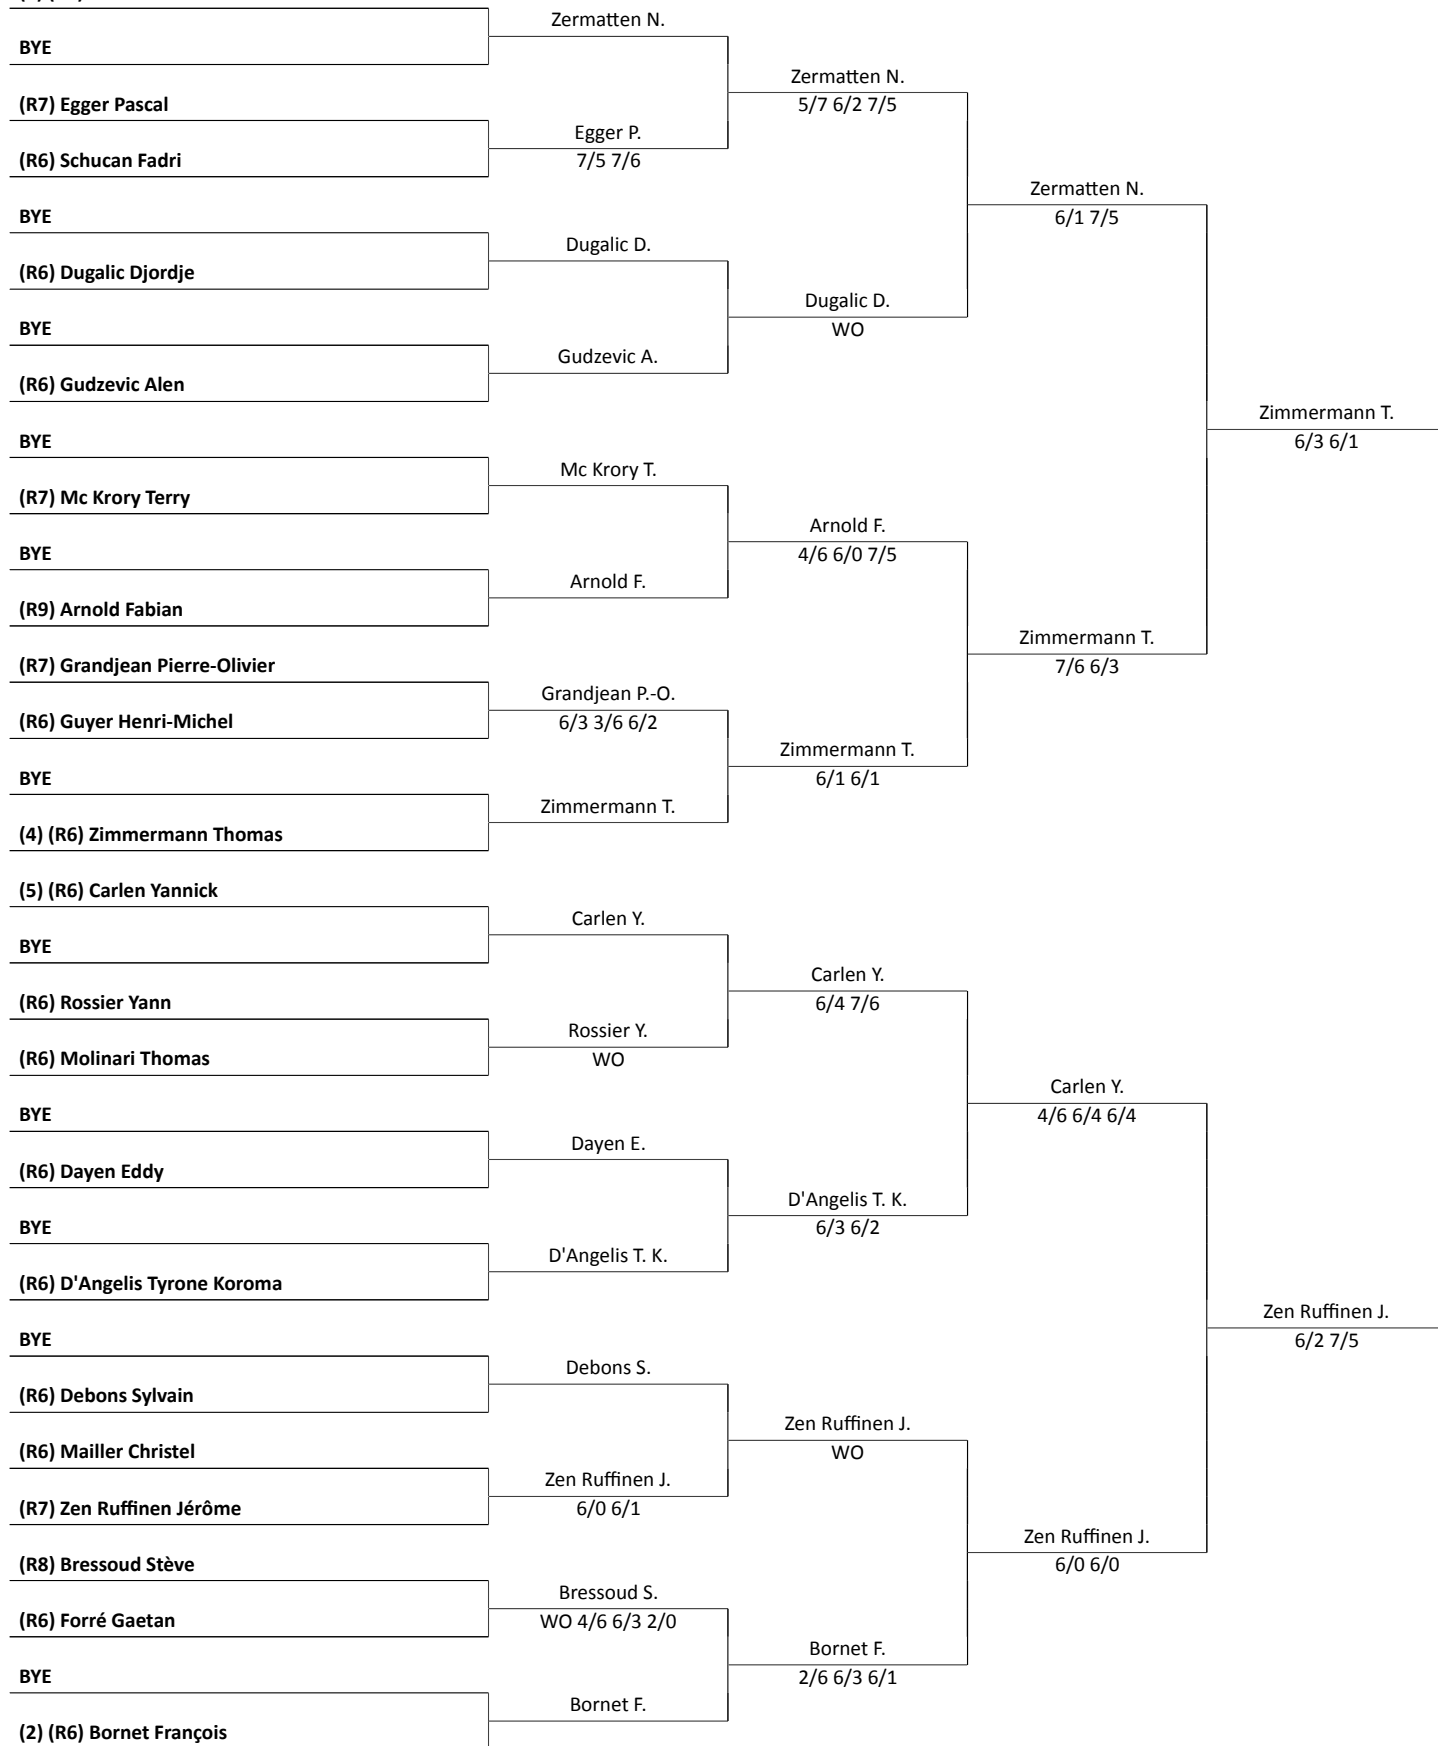 BYE
(R7) Egger Pascal
(R6) Schucan Fadri
BYE
(R6) Dugalic Djordje
BYE
(R6) Gudzevic Alen
BYE
(R7) Mc Krory Terry
BYE
(R9) Arnold Fabian
(R7) Grandjean Pierre-Olivier
(R6) Guyer Henri-Michel
BYE
(4) (R6) Zimmermann Thomas
(5) (R6) Carlen Yannick
BYE
(R6) Rossier Yann
(R6) Molinari Thomas
BYE
(R6) Dayen Eddy
BYE
(R6) D'Angelis Tyrone Koroma
BYE
(R6) Debons Sylvain
(R6) Mailler Christel
(R7) Zen Ruffinen Jérôme
(R8) Bressoud Stève
(R6) Forré Gaetan
BYE
(2) (R6) Bornet François
Zermatten N.
Egger P.
7/5 7/6
Dugalic D.
Gudzevic A.
Mc Krory T.
Arnold F.
Grandjean P.-O.
6/3 3/6 6/2
Zimmermann T.
Carlen Y.
Rossier Y.
WO
Dayen E.
D'Angelis T. K.
Debons S.
Zen Ruffinen J.
6/0 6/1
Bressoud S.
WO 4/6 6/3 2/0
Bornet F.
Zermatten N.
5/7 6/2 7/5
Dugalic D.
WO
Arnold F.
4/6 6/0 7/5
Zimmermann T.
6/1 6/1
Carlen Y.
6/4 7/6
D'Angelis T. K.
6/3 6/2
Zen Ruffinen J.
WO
Bornet F.
2/6 6/3 6/1
Zermatten N.
6/1 7/5
Zimmermann T.
7/6 6/3
Carlen Y.
4/6 6/4 6/4
Zen Ruffinen J.
6/0 6/0
Zimmermann T.
6/3 6/1
Zen Ruffinen J.
6/2 7/5